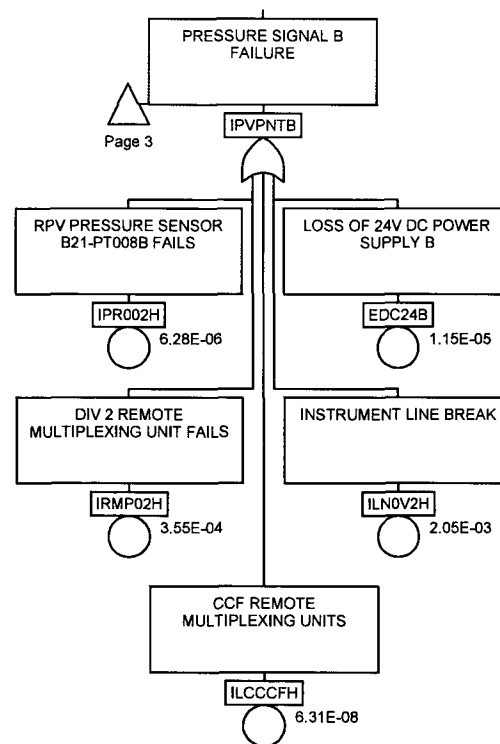 PRESSURE SIGNAL B
FAILURE
Page 3
IPVPNTB
RPV PRESSURE SENSOR
B21-PT008B FAILS
LOSS OF 24V DC POWER
SUPPLY B
IPR002H
6.28E-06
EDC24B
1.15E-05
DIV 2 REMOTE
MULTIPLEXING UNIT FAILS
INSTRUMENT LINE BREAK
IRMP02H
3.55E-04
ILN0V2H
2.05E-03
CCF REMOTE
MULTIPLEXING UNITS
ILCCCFH
6.31E-08